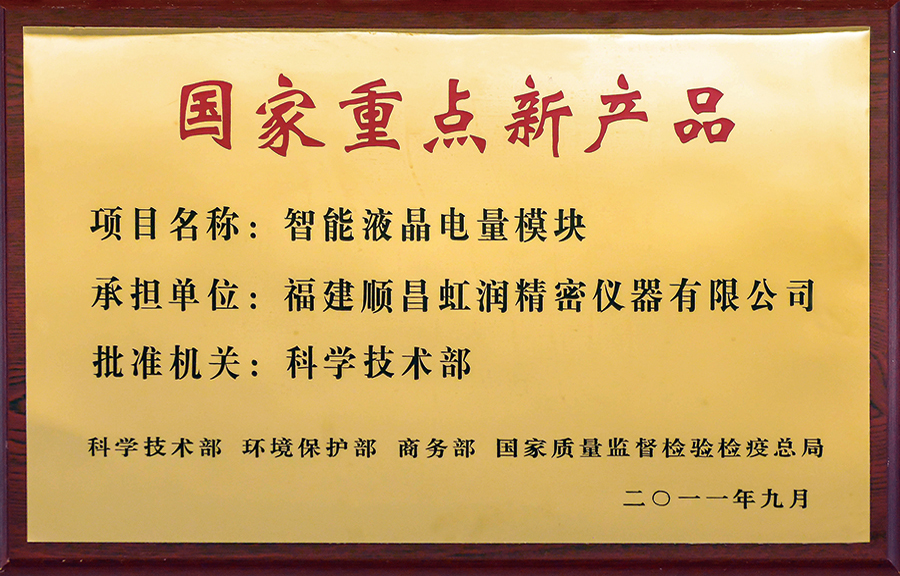 国家重点新产品
项目名称：智能液晶电量模块
承担单位：福建顺昌虹润精密仪器有限公司
批准机关：科学技术部
科学技术部 环境保护部 商务部 国家质量监督检验检疫总局
二〇一一年九月